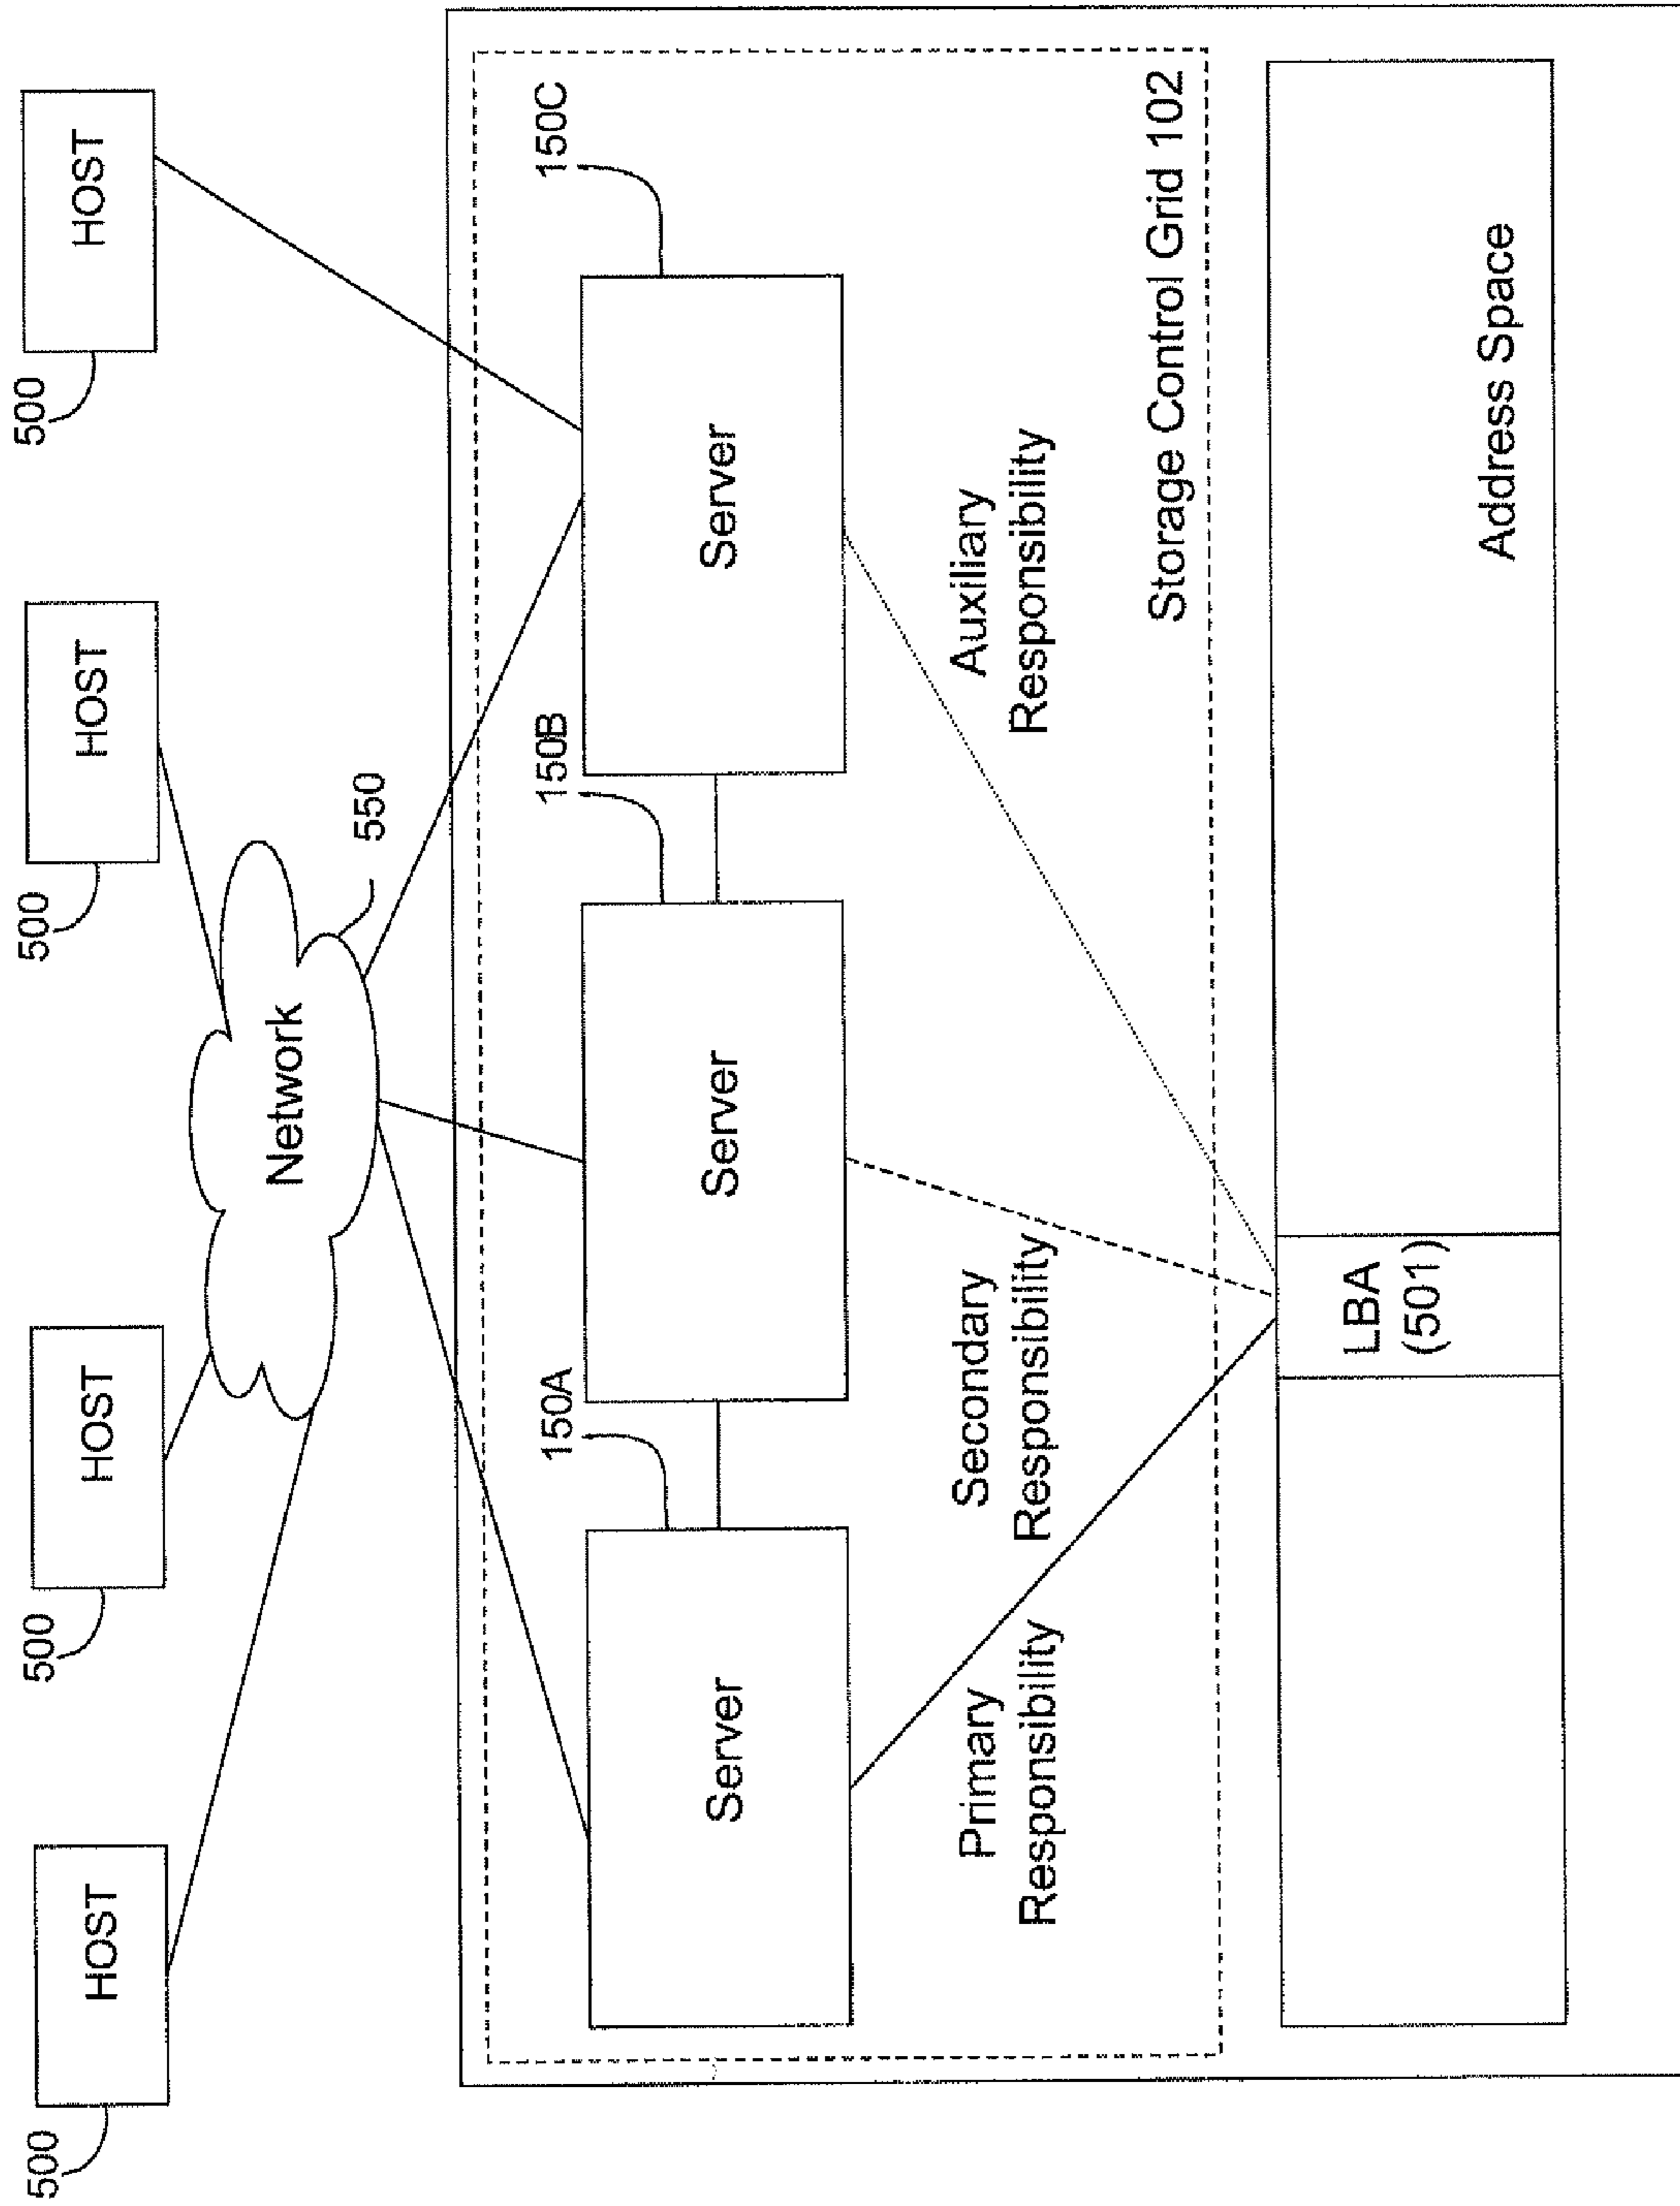 500
HOST
500
HOST
500
HOST
500
HOST
Network
550
150A
150B
150C
Server
Server
Server
Primary
Responsibility
Secondary
Responsibility
Auxiliary
Responsibility
Storage Control Grid 102
LBA
(501)
Address Space